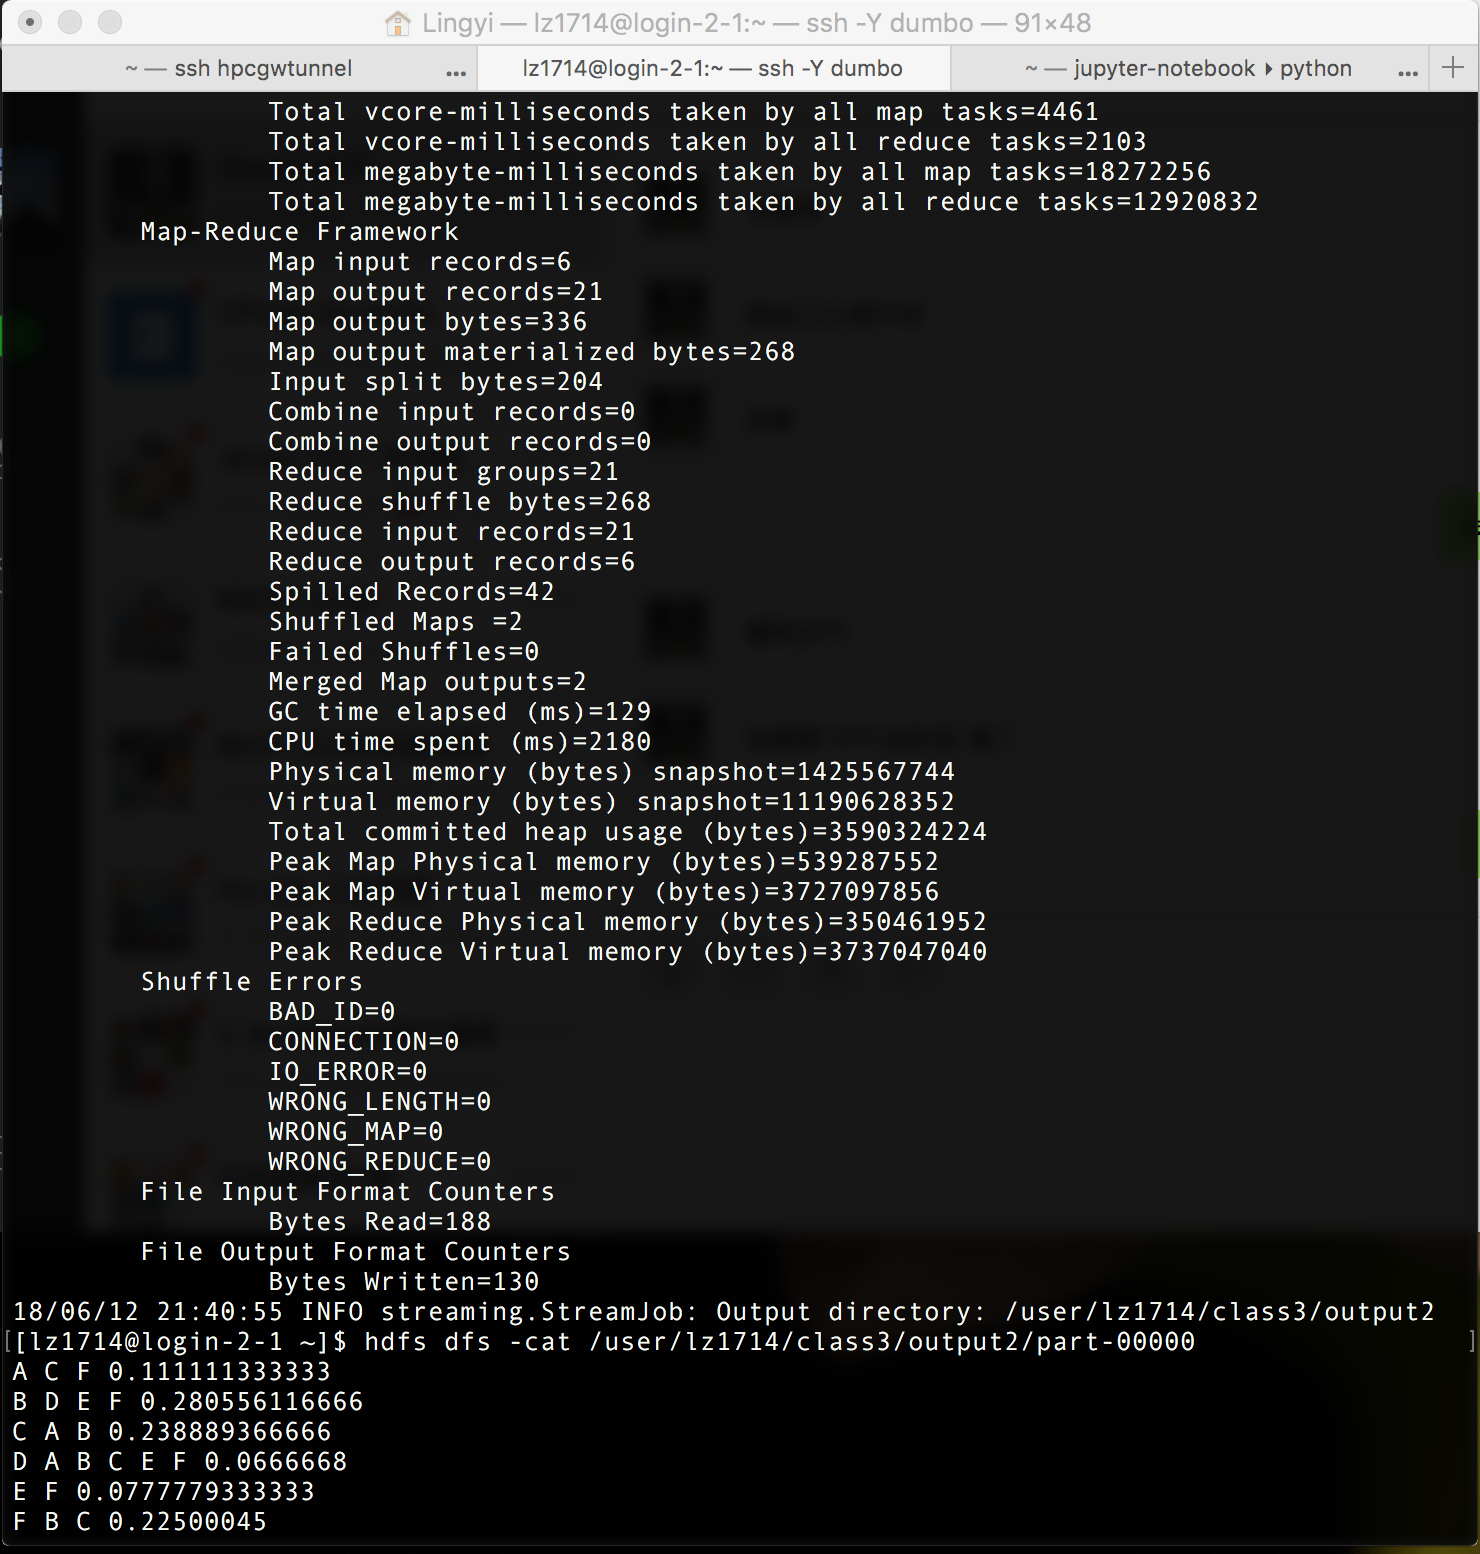 Lingyi — lz1714@login-2-1:~ — ssh -Y dumbo — 91×48
~ — ssh hpcgwtunnel ... lz1714@login-2-1:~ — ssh -Y dumbo ~ — jupyter-notebook ▸ python ... +
Total vcore-milliseconds taken by all map tasks=4461
Total vcore-milliseconds taken by all reduce tasks=2103
Total megabyte-milliseconds taken by all map tasks=18272256
Total megabyte-milliseconds taken by all reduce tasks=12920832
Map-Reduce Framework
Map input records=6
Map output records=21
Map output bytes=336
Map output materialized bytes=268
Input split bytes=204
Combine input records=0
Combine output records=0
Reduce input groups=21
Reduce shuffle bytes=268
Reduce input records=21
Reduce output records=6
Spilled Records=42
Shuffled Maps =2
Failed Shuffles=0
Merged Map outputs=2
GC time elapsed (ms)=129
CPU time spent (ms)=2180
Physical memory (bytes) snapshot=1425567744
Virtual memory (bytes) snapshot=11190628352
Total committed heap usage (bytes)=3590324224
Peak Map Physical memory (bytes)=539287552
Peak Map Virtual memory (bytes)=3727097856
Peak Reduce Physical memory (bytes)=350461952
Peak Reduce Virtual memory (bytes)=3737047040
Shuffle Errors
BAD_ID=0
CONNECTION=0
IO_ERROR=0
WRONG_LENGTH=0
WRONG_MAP=0
WRONG_REDUCE=0
File Input Format Counters
Bytes Read=188
File Output Format Counters
Bytes Written=130
18/06/12 21:40:55 INFO streaming.StreamJob: Output directory: /user/lz1714/class3/output2
[[lz1714@login-2-1 ~]$ hdfs dfs -cat /user/lz1714/class3/output2/part-00000 ]
A C F 0.111111333333
B D E F 0.280556116666
C A B 0.238889366666
D A B C E F 0.0666668
E F 0.0777779333333
F B C 0.22500045